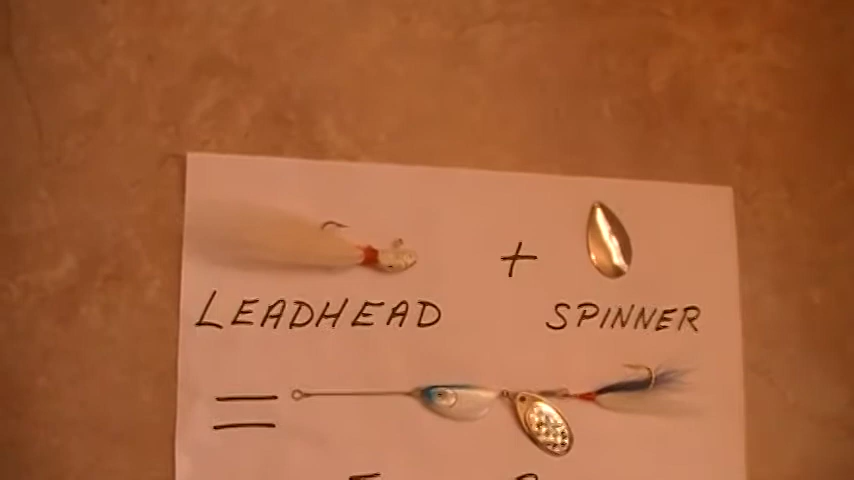 LEADHEAD + SPINNER
=